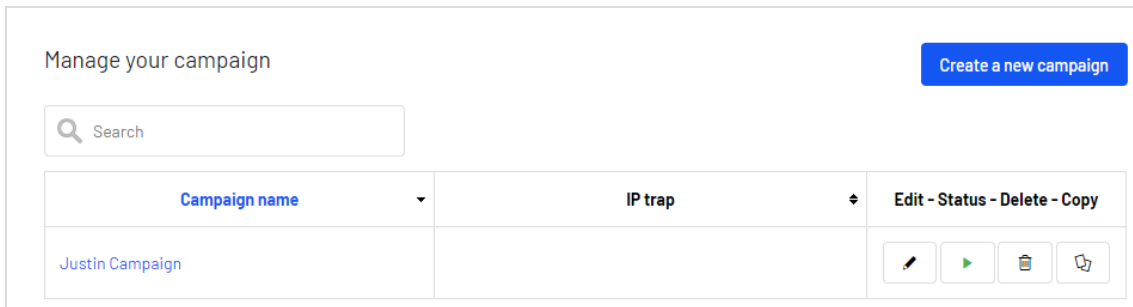 Manage your campaign
Create a new campaign
Search
Campaign name
IP trap
Edit - Status - Delete - Copy
Justin Campaign